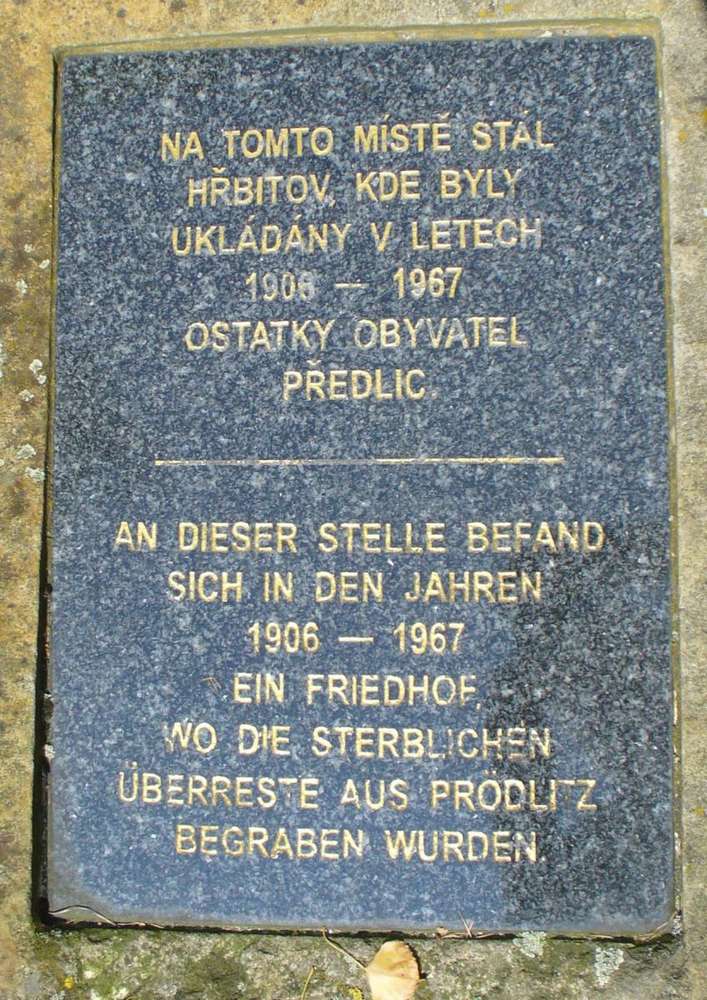 NA TOMTO MÍSTĚ STÁL
HŘBITOV, KDE BYLY
UKLÁDÁNY V LETECH
1906 — 1967
OSTATKY OBYVATEL
PŘEDLIC.
AN DIESER STELLE BEFAND
SICH IN DEN JAHREN
1906 — 1967
EIN FRIEDHOF,
WO DIE STERBLICHEN
ÜBERRESTE AUS PRÖDLITZ
BEGRABEN WURDEN.